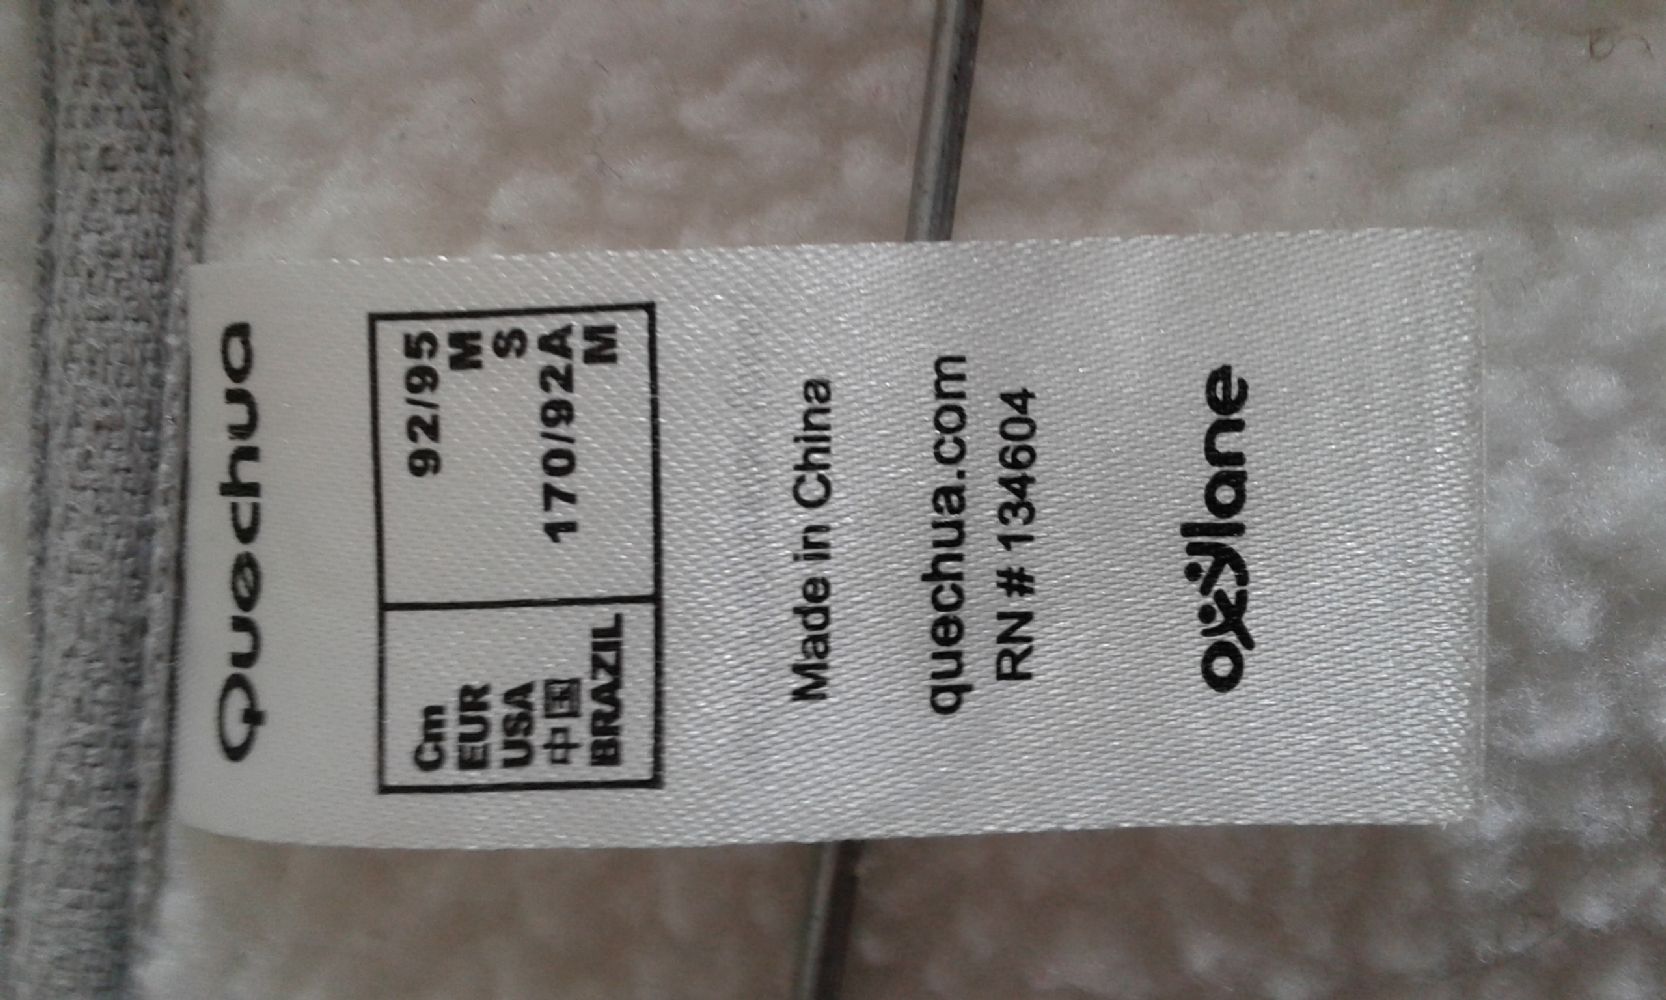 Quechua
Cm 92/95
EUR M
USA S
中国 170/92A
BRAZIL M
Made in China
quechua.com
RN # 134604
oxylane